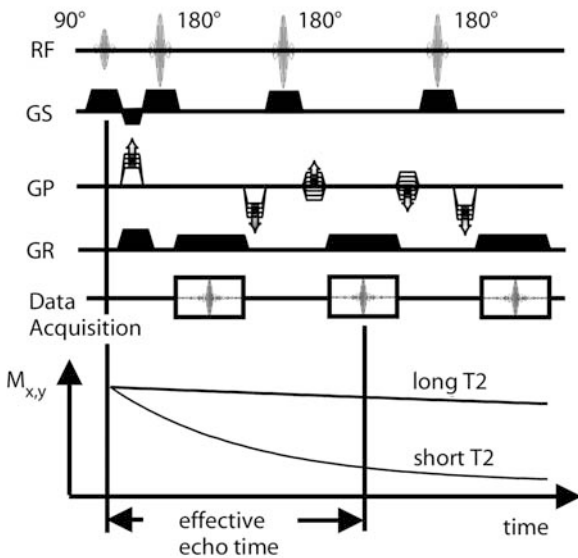 90° 180° 180° 180°
RF
GS
GP
GR
Data
Acquisition
Mx,y
long T2
short T2
effective
echo time
time